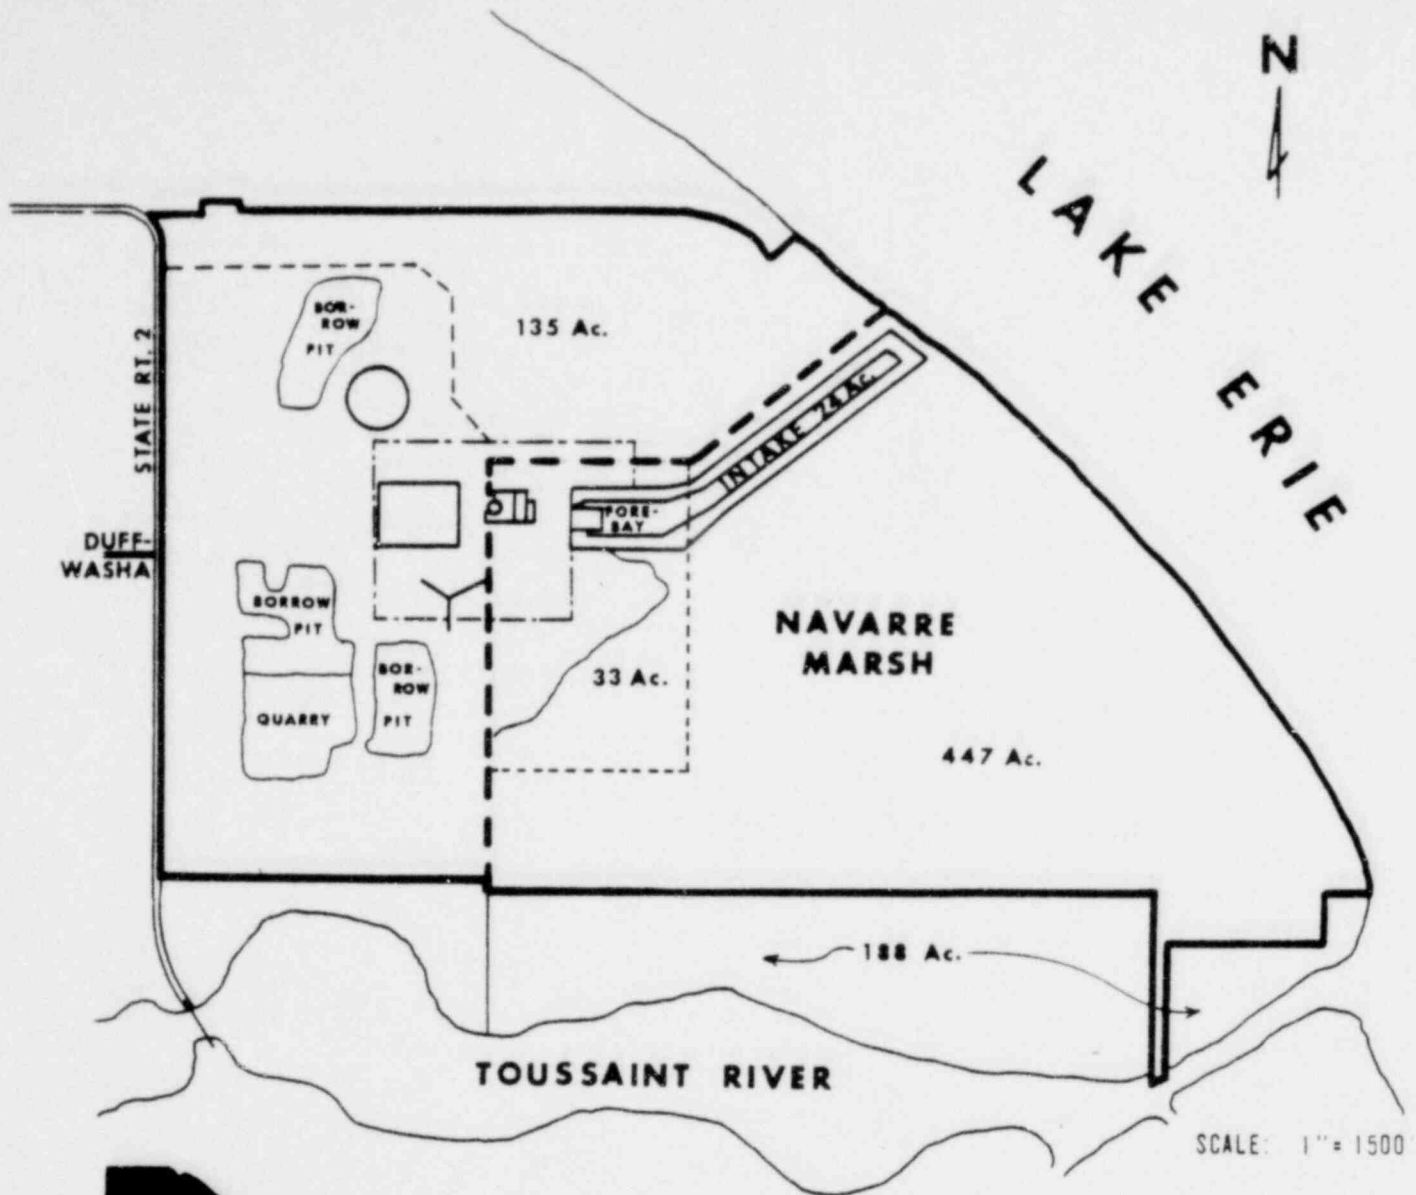 N
LAKE ERIE
BOR-
ROW
PIT
135 Ac.
STATE RT. 2
INTAKE 24 Ac.
FORE-
BAY
DUFF-
WASHA
BORROW
PIT
NAVARRE
MARSH
BOR-
ROW
PIT
33 Ac.
QUARRY
447 Ac.
188 Ac.
TOUSSAINT RIVER
SCALE: 1"= 1500